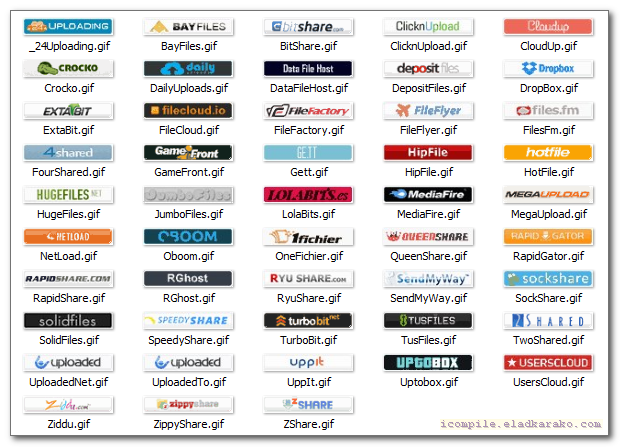 UPLOADING BAYFILES bitshare.com ClicknUpload Cloudup
_24Uploading.gif BayFiles.gif BitShare.gif ClicknUpload.gif CloudUp.gif
CROCKO daily uploads Data File Host depositfiles Dropbox
Crocko.gif DailyUploads.gif DataFileHost.gif DepositFiles.gif DropBox.gif
EXTABIT filecloud.io FileFactory FileFlyer files.fm
ExtaBit.gif FileCloud.gif FileFactory.gif FileFlyer.gif FilesFm.gif
4shared GameFront GETT HipFile hotfile
FourShared.gif GameFront.gif Gett.gif HipFile.gif HotFile.gif
HUGEFILES NET JumboFiles LOLABITS.es MediaFire MEGAUPLOAD
HugeFiles.gif JumboFiles.gif LolaBits.gif MediaFire.gif MegaUpload.gif
NETLOAD OBOOM 1fichier QUEENSHARE RAPIDGATOR
NetLoad.gif Oboom.gif OneFichier.gif QueenShare.gif RapidGator.gif
RAPIDSHARE.COM RGhost RYUSHARE.COM SendMyWay sockshare
RapidShare.gif RGhost.gif RyuShare.gif SendMyWay.gif SockShare.gif
solidfiles SPEEDYSHARE turbobit.net TUSFILES 2SHARED
SolidFiles.gif SpeedyShare.gif TurboBit.gif TusFiles.gif TwoShared.gif
uploaded uploaded uppit UPTOBOX USERSCLOUD
UploadedNet.gif UploadedTo.gif UppIt.gif Uptobox.gif UsersCloud.gif
Ziddu.com zippyshare ZSHARE
Ziddu.gif ZippyShare.gif ZShare.gif
icompile.eladkarako.com